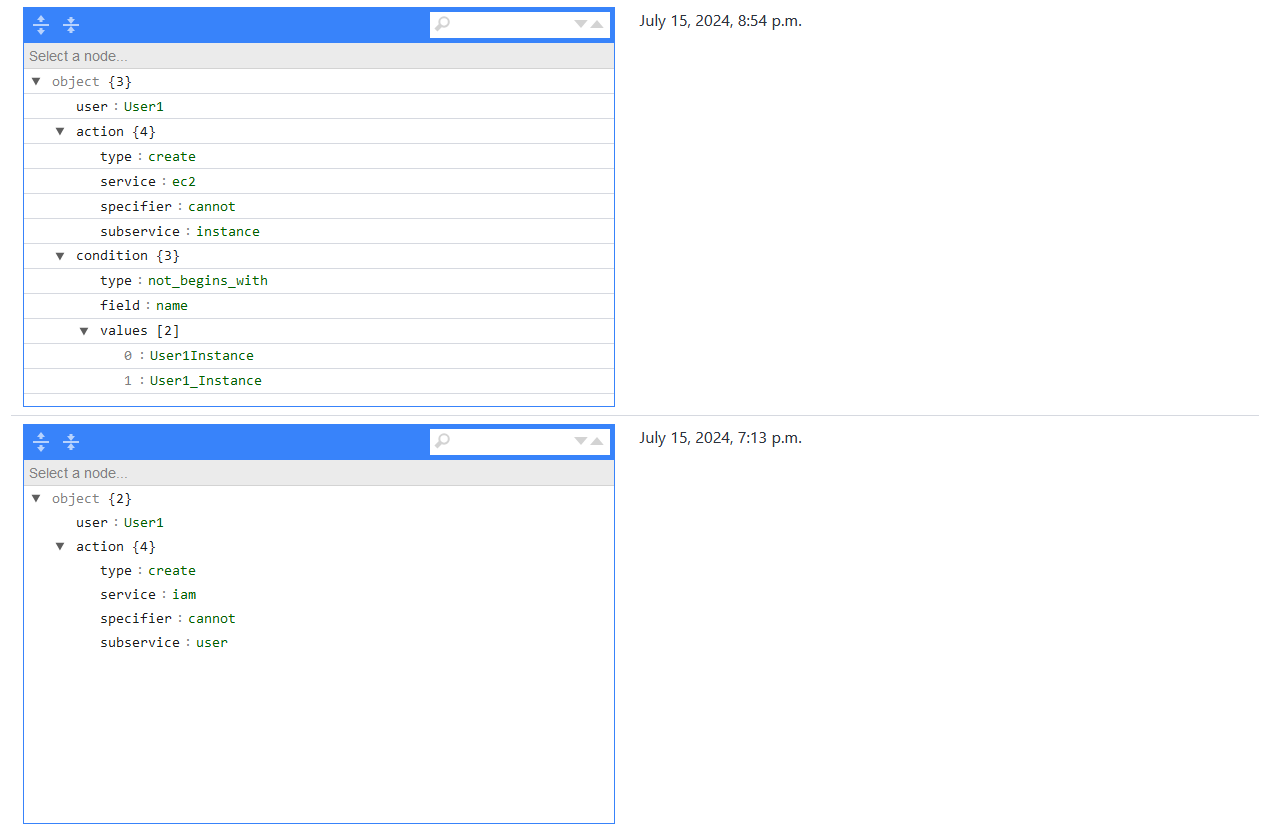 July 15, 2024, 8:54 p.m.
Select a node...
object {3}
user : User1
action {4}
type : create
service : ec2
specifier : cannot
subservice : instance
condition {3}
type : not_begins_with
field : name
values [2]
0 : User1Instance
1 : User1_Instance
July 15, 2024, 7:13 p.m.
Select a node...
object {2}
user : User1
action {4}
type : create
service : iam
specifier : cannot
subservice : user